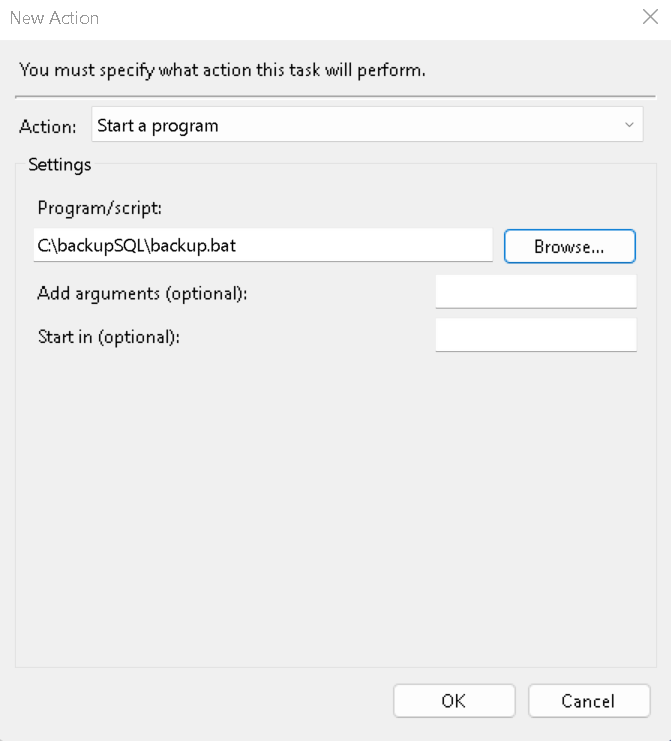 New Action
You must specify what action this task will perform.
Action: Start a program
Settings
Program/script:
C:\backupSQL\backup.bat Browse...
Add arguments (optional):
Start in (optional):
OK Cancel